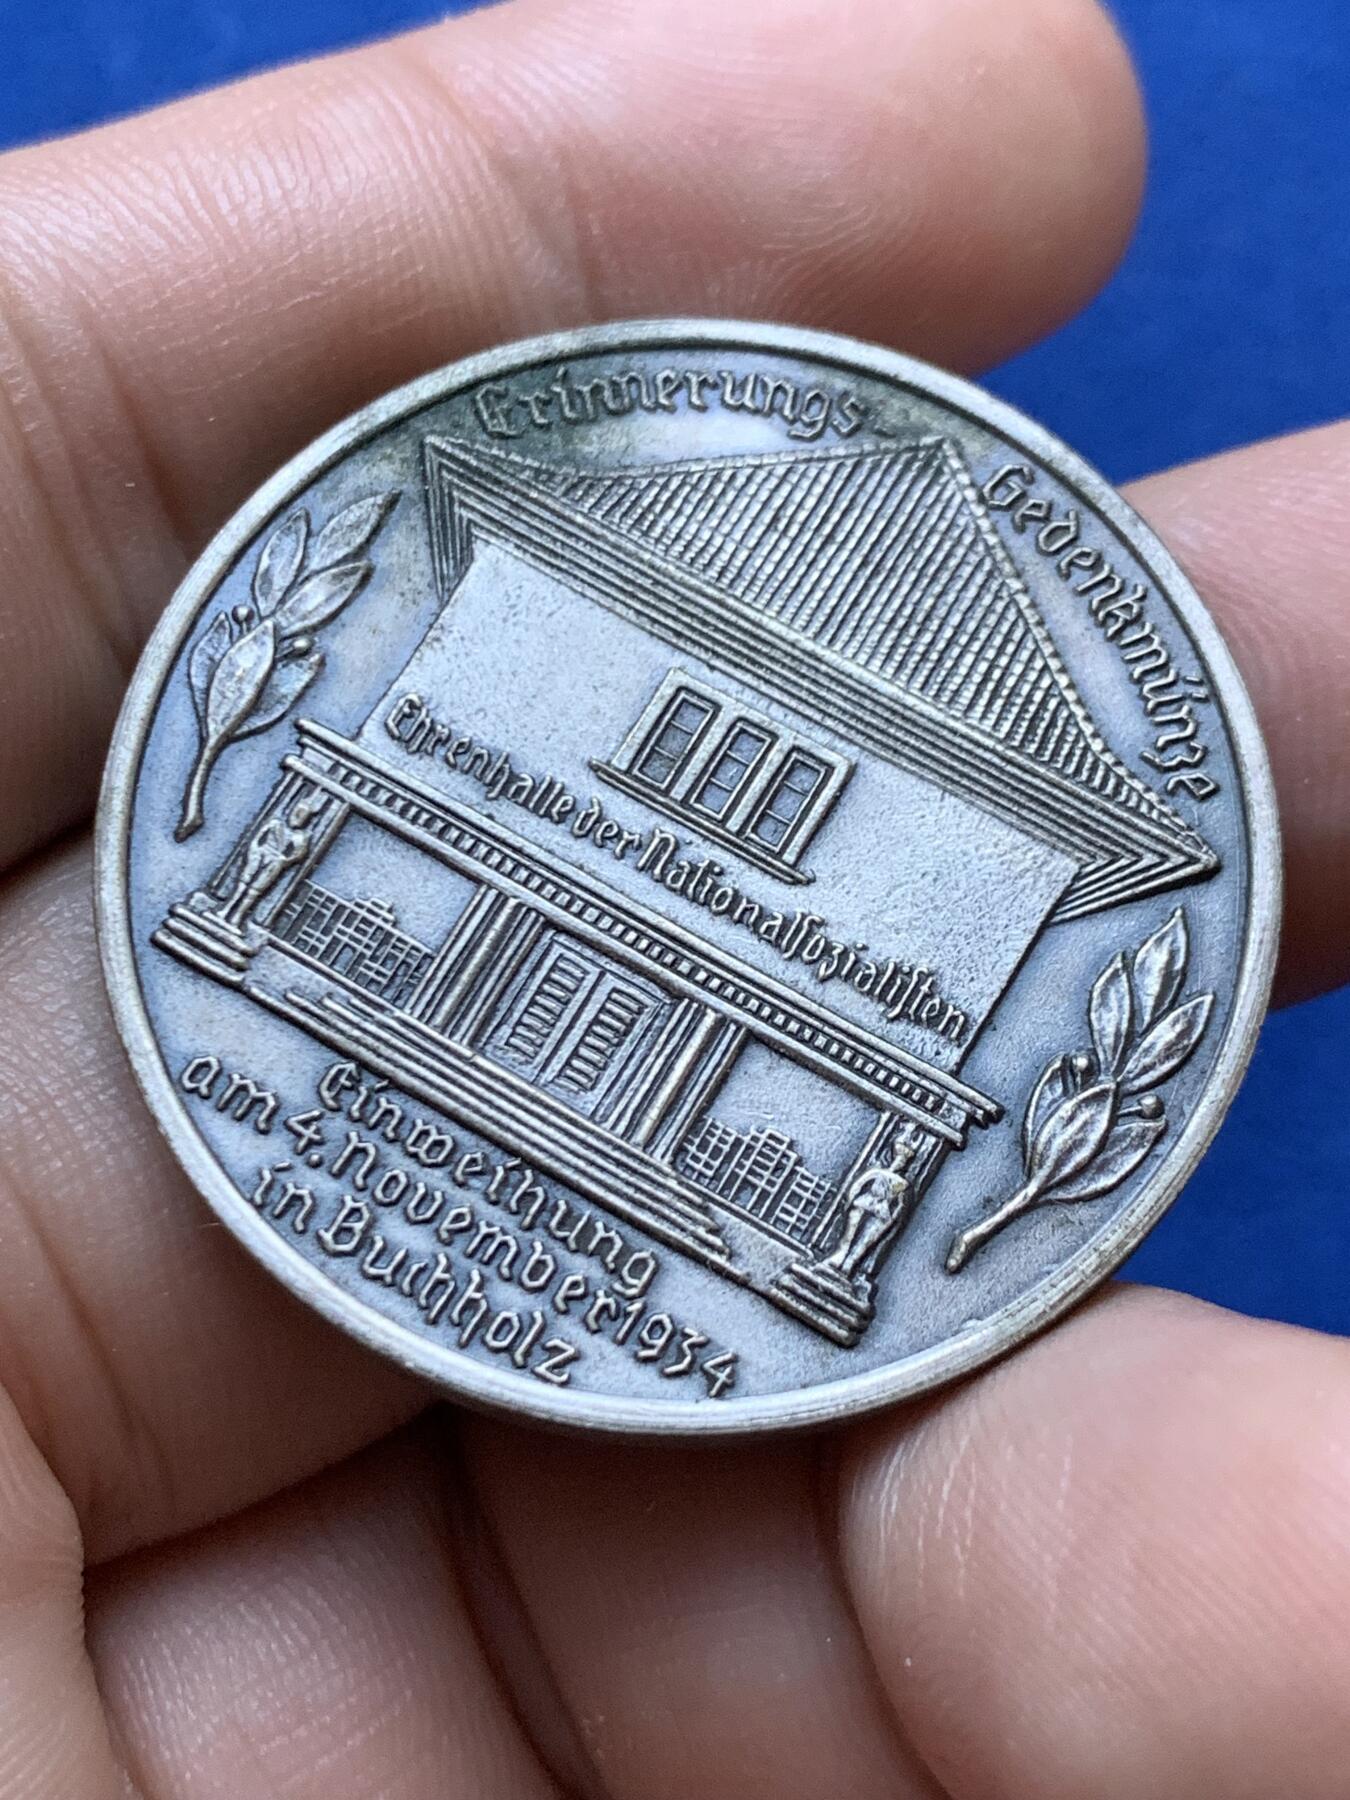 Erinnerungs-
Gedenkmünze
Ehrenhalle der Nationalsozialisten
Einweihung
am 4. November 1934
in Buchholz